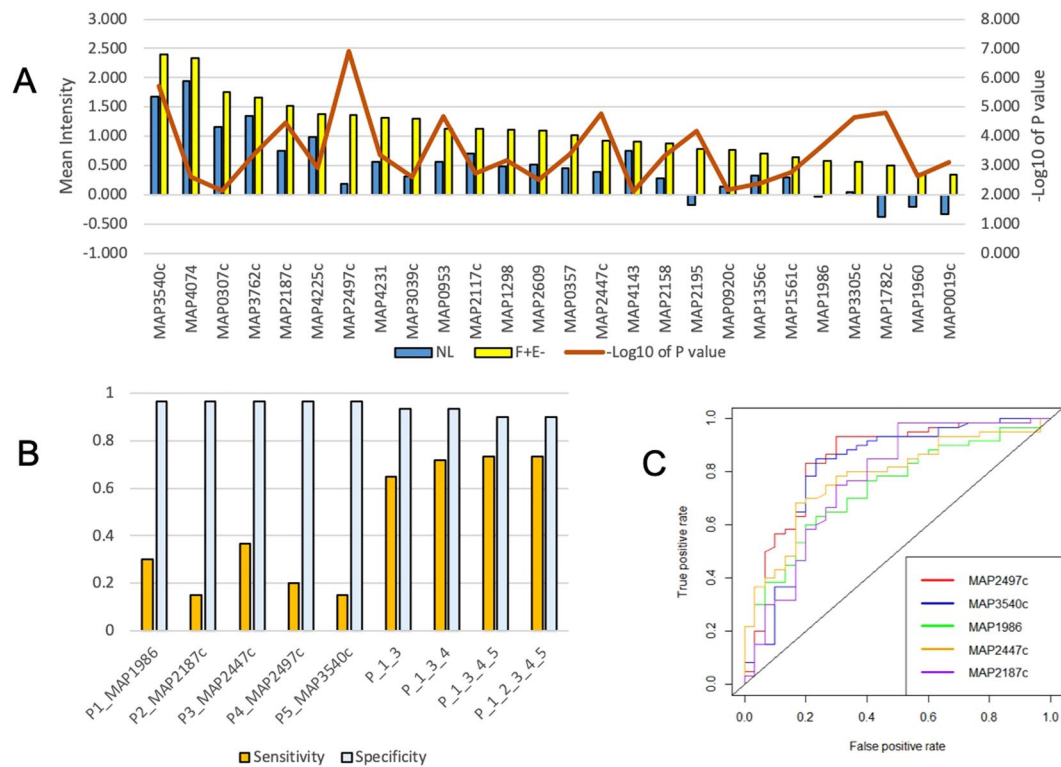 A
3.000
2.500
2.000
1.500
1.000
0.500
0.000
-0.500
-1.000
Mean Intensity
8.000
7.000
6.000
5.000
4.000
3.000
2.000
1.000
0.000
-Log10 of P value
MAP3540c
MAP4074
MAP0307c
MAP3762c
MAP2187c
MAP4225c
MAP2497c
MAP4231
MAP3039c
MAP0953
MAP2117c
MAP1298
MAP2609
MAP0357
MAP2447c
MAP4143
MAP2158
MAP2195
MAP0920c
MAP1356c
MAP1561c
MAP1986
MAP3305c
MAP1782c
MAP1960
MAP0019c
NL F+E- -Log10 of P value
B
1
0.8
0.6
0.4
0.2
0
P1_MAP1986
P2_MAP2187c
P3_MAP2447c
P4_MAP2497c
P5_MAP3540c
P_1_3
P_1_3_4
P_1_3_4_5
P_1_2_3_4_5
Sensitivity Specificity
C
True positive rate
1.0
0.8
0.6
0.4
0.2
0.0
MAP2497c
MAP3540c
MAP1986
MAP2447c
MAP2187c
0.0 0.2 0.4 0.6 0.8 1.0
False positive rate